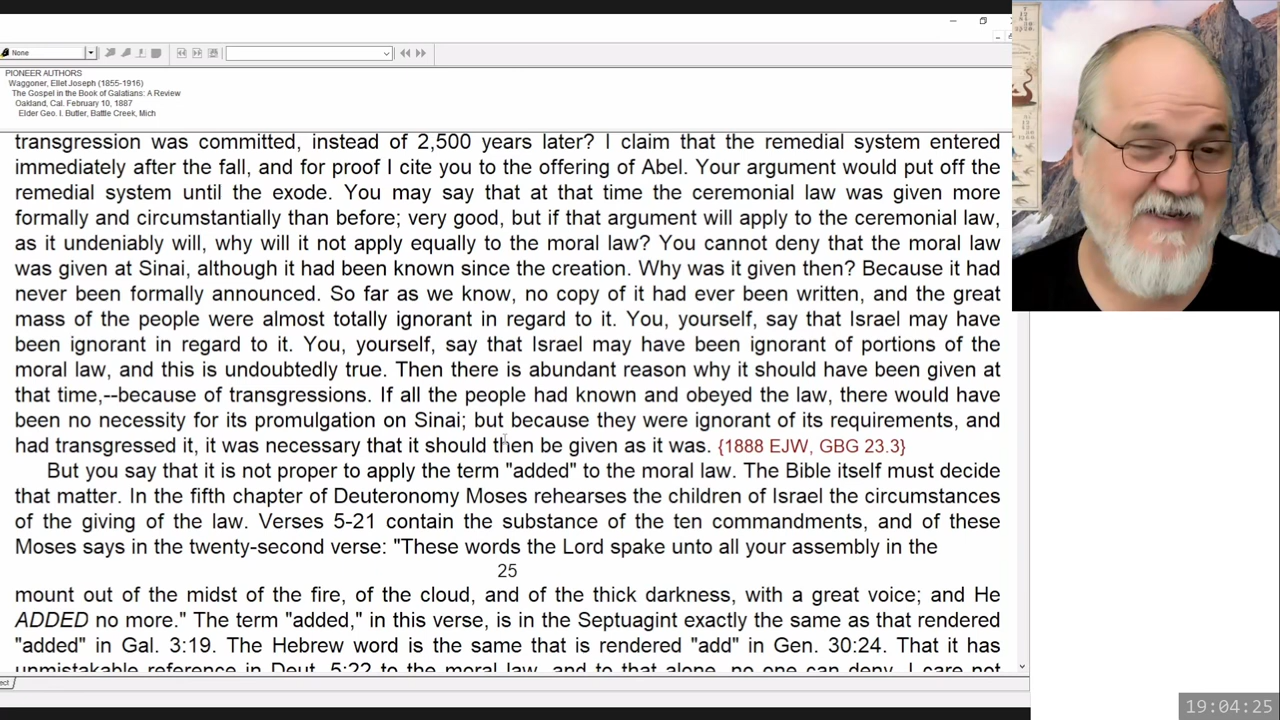 None
PIONEER AUTHORS
Waggoner, Ellet Joseph (1855-1916)
The Gospel in the Book of Galatians: A Review
Oakland, Cal. February 10, 1887
Elder Geo. I. Butler, Battle Creek, Mich
transgression was committed, instead of 2,500 years later? I claim that the remedial system entered
immediately after the fall, and for proof I cite you to the offering of Abel. Your argument would put off the
remedial system until the exode. You may say that at that time the ceremonial law was given more
formally and circumstantially than before; very good, but if that argument will apply to the ceremonial law,
as it undeniably will, why will it not apply equally to the moral law? You cannot deny that the moral law
was given at Sinai, although it had been known since the creation. Why was it given then? Because it had
never been formally announced. So far as we know, no copy of it had ever been written, and the great
mass of the people were almost totally ignorant in regard to it. You, yourself, say that Israel may have
been ignorant in regard to it. You, yourself, say that Israel may have been ignorant of portions of the
moral law, and this is undoubtedly true. Then there is abundant reason why it should have been given at
that time,--because of transgressions. If all the people had known and obeyed the law, there would have
been no necessity for its promulgation on Sinai; but because they were ignorant of its requirements, and
had transgressed it, it was necessary that it should then be given as it was. {1888 EJW, GBG 23.3}
But you say that it is not proper to apply the term "added" to the moral law. The Bible itself must decide
that matter. In the fifth chapter of Deuteronomy Moses rehearses the children of Israel the circumstances
of the giving of the law. Verses 5-21 contain the substance of the ten commandments, and of these
Moses says in the twenty-second verse: "These words the Lord spake unto all your assembly in the
25
mount out of the midst of the fire, of the cloud, and of the thick darkness, with a great voice; and He
ADDED no more." The term "added," in this verse, is in the Septuagint exactly the same as that rendered
"added" in Gal. 3:19. The Hebrew word is the same that is rendered "add" in Gen. 30:24. That it has
unmistakable reference in Deut. 5:22 to the moral law, and to that alone, no one can deny. I care not
19:04:25